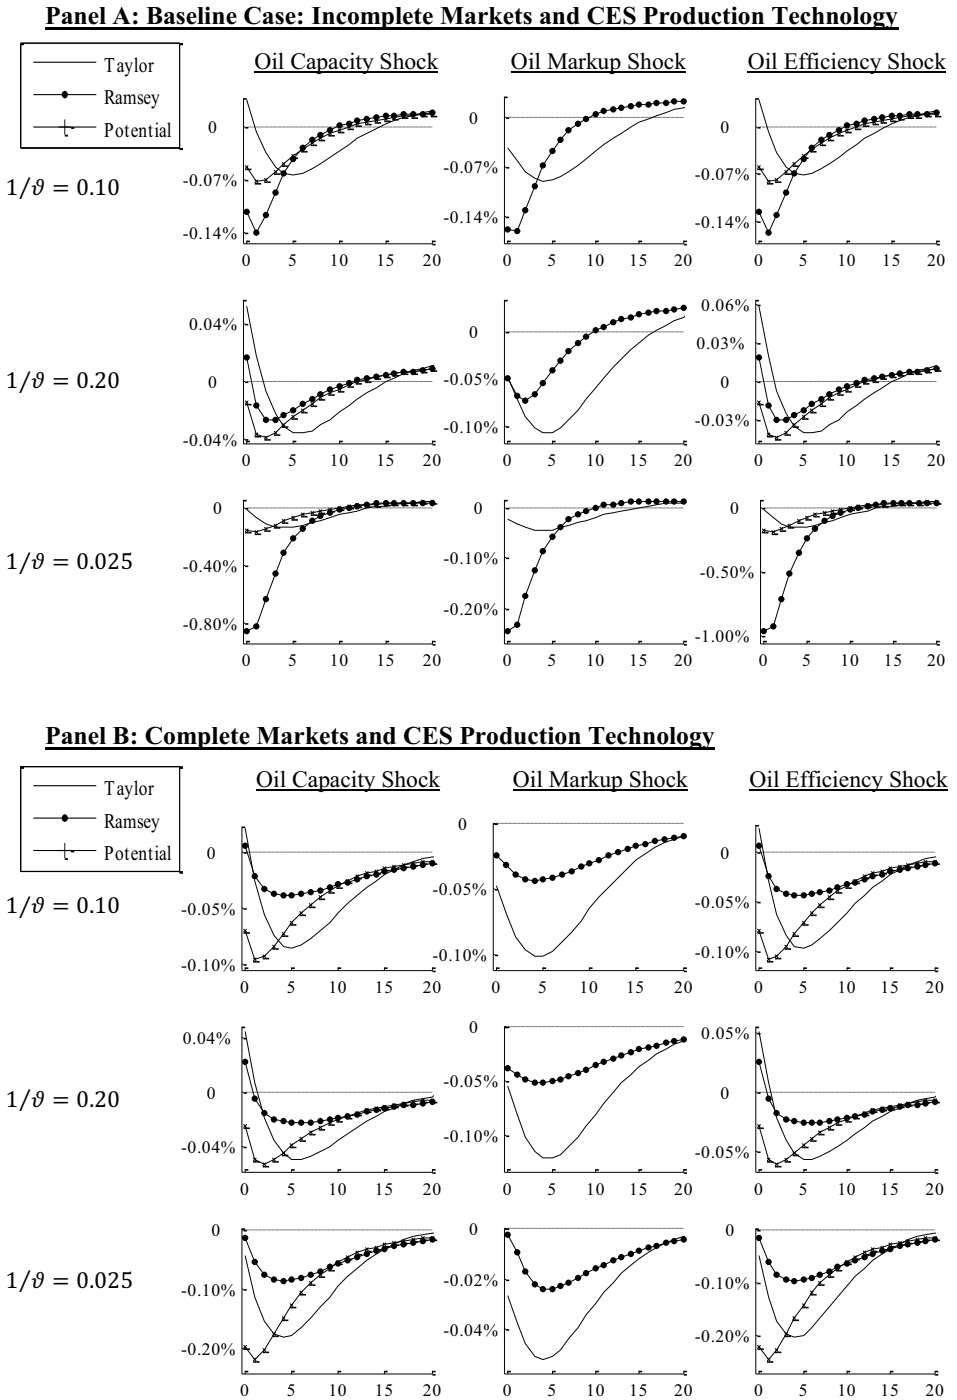 Panel A: Baseline Case: Incomplete Markets and CES Production Technology
Taylor
Ramsey
Potential
Oil Capacity Shock Oil Markup Shock Oil Efficiency Shock
1/ϑ = 0.10
0
-0.07%
-0.14%
0 5 10 15 20
0
-0.07%
-0.14%
0 5 10 15 20
0
-0.07%
-0.14%
0 5 10 15 20
1/ϑ = 0.20
0.04%
0
-0.04%
0 5 10 15 20
0
-0.05%
-0.10%
0 5 10 15 20
0.06%
0.03%
0
-0.03%
0 5 10 15 20
1/ϑ = 0.025
0
-0.40%
-0.80%
0 5 10 15 20
0
-0.10%
-0.20%
0 5 10 15 20
0
-0.50%
-1.00%
0 5 10 15 20
Panel B: Complete Markets and CES Production Technology
Taylor
Ramsey
Potential
Oil Capacity Shock Oil Markup Shock Oil Efficiency Shock
1/ϑ = 0.10
0
-0.05%
-0.10%
0 5 10 15 20
0
-0.05%
-0.10%
0 5 10 15 20
0
-0.05%
-0.10%
0 5 10 15 20
1/ϑ = 0.20
0.04%
0
-0.04%
0 5 10 15 20
0
-0.05%
-0.10%
0 5 10 15 20
0.05%
0
-0.05%
0 5 10 15 20
1/ϑ = 0.025
0
-0.10%
-0.20%
0 5 10 15 20
0
-0.02%
-0.04%
0 5 10 15 20
0
-0.10%
-0.20%
0 5 10 15 20